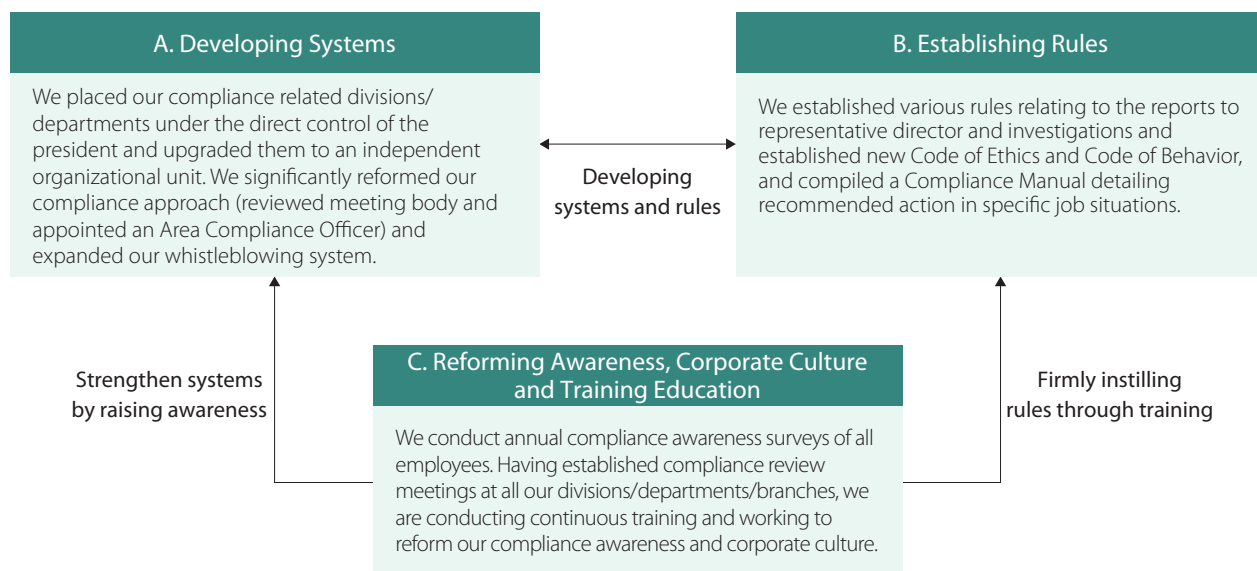 A. Developing Systems
We placed our compliance related divisions/
departments under the direct control of the
president and upgraded them to an independent
organizational unit. We significantly reformed our
compliance approach (reviewed meeting body and
appointed an Area Compliance Officer) and
expanded our whistleblowing system.
Developing
systems and rules
B. Establishing Rules
We established various rules relating to the reports to
representative director and investigations and
established new Code of Ethics and Code of Behavior,
and compiled a Compliance Manual detailing
recommended action in specific job situations.
Strengthen systems
by raising awareness
C. Reforming Awareness, Corporate Culture
and Training Education
We conduct annual compliance awareness surveys of all
employees. Having established compliance review
meetings at all our divisions/departments/branches, we
are conducting continuous training and working to
reform our compliance awareness and corporate culture.
Firmly instilling
rules through training